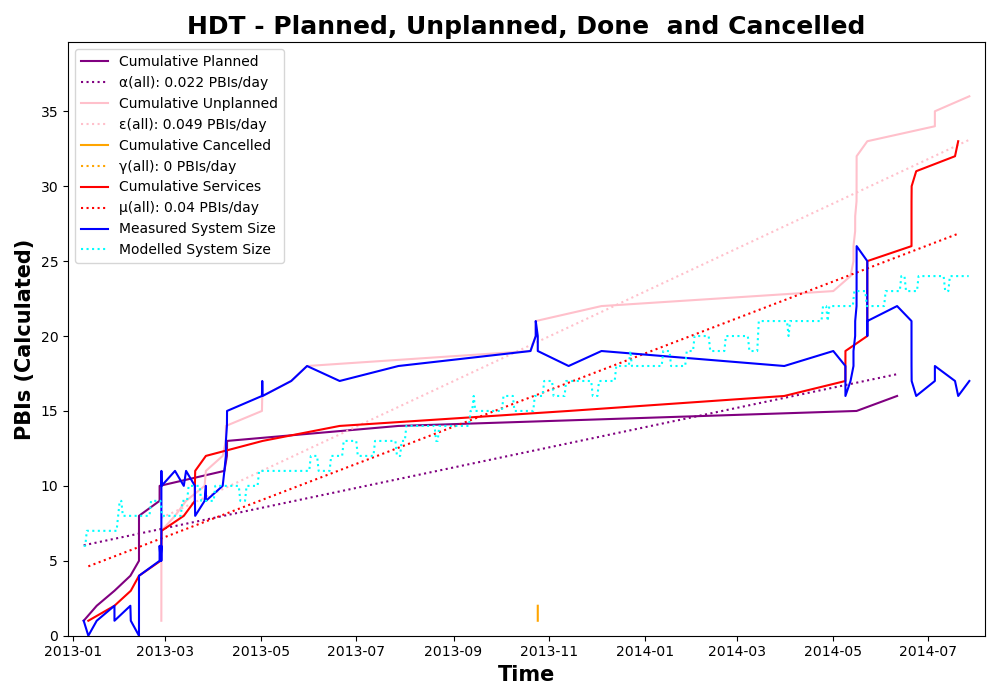 HDT - Planned, Unplanned, Done  and Cancelled
Cumulative Planned
α(all): 0.022 PBIs/day
Cumulative Unplanned
ε(all): 0.049 PBIs/day
Cumulative Cancelled
γ(all): 0 PBIs/day
Cumulative Services
μ(all): 0.04 PBIs/day
Measured System Size
Modelled System Size
PBIs (Calculated)
35
30
25
20
15
10
5
0
2013-01 2013-03 2013-05 2013-07 2013-09 2013-11 2014-01 2014-03 2014-05 2014-07
Time